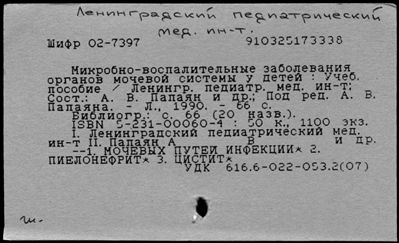 Ленинградский педиатрический
мед. ин-т.
Шифр 02-7397 910325173338
Микробно-воспалительные заболевания
органов мочевой системы у детей : Учеб.
пособие / Ленингр. педиатр. мед. ин-т;
Сост.: А. В. Папаян и др.; Под ред. А. В.
Папаяна. - Л., 1990. - 66 с.
Библиогр.: с. 66 (20 назв.).
ISBN 5-231-00060-4 : 50 к., 1100 экз.
I. Ленинградский педиатрический мед.
ин-т II. Папаян А В и др.
--1. МОЧЕВЫХ ПУТЕЙ ИНФЕКЦИИ* 2.
ПИЕЛОНЕФРИТ* 3. ЦИСТИТ*
УДК 616.6-022-053.2(07)